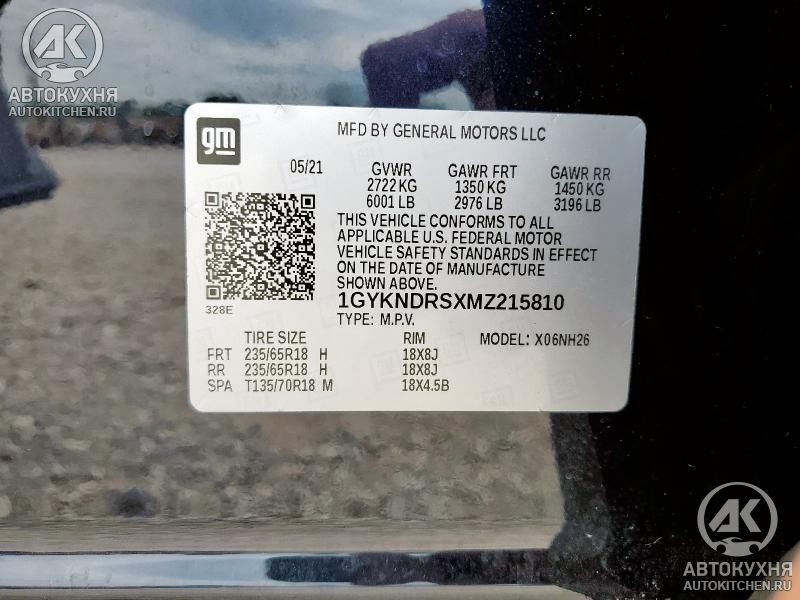 AK
АВТОКУХНЯ
AUTOKITCHEN.RU
gm
MFD BY GENERAL MOTORS LLC
05/21 GVWR GAWR FRT GAWR RR
2722 KG 1350 KG 1450 KG
6001 LB 2976 LB 3196 LB
THIS VEHICLE CONFORMS TO ALL
APPLICABLE U.S. FEDERAL MOTOR
VEHICLE SAFETY STANDARDS IN EFFECT
ON THE DATE OF MANUFACTURE
SHOWN ABOVE.
328E
1GYKNDRSXMZ215810
TYPE: M.P.V.
TIRE SIZE RIM MODEL: X06NH26
FRT 235/65R18 H 18X8J
RR 235/65R18 H 18X8J
SPA T135/70R18 M 18X4.5B
AK
АВТОКУХНЯ
AUTOKITCHEN.RU